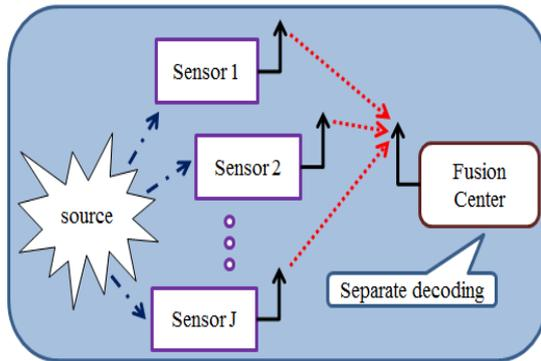 Sensor 1
Sensor 2
source
Fusion
Center
Separate decoding
Sensor J